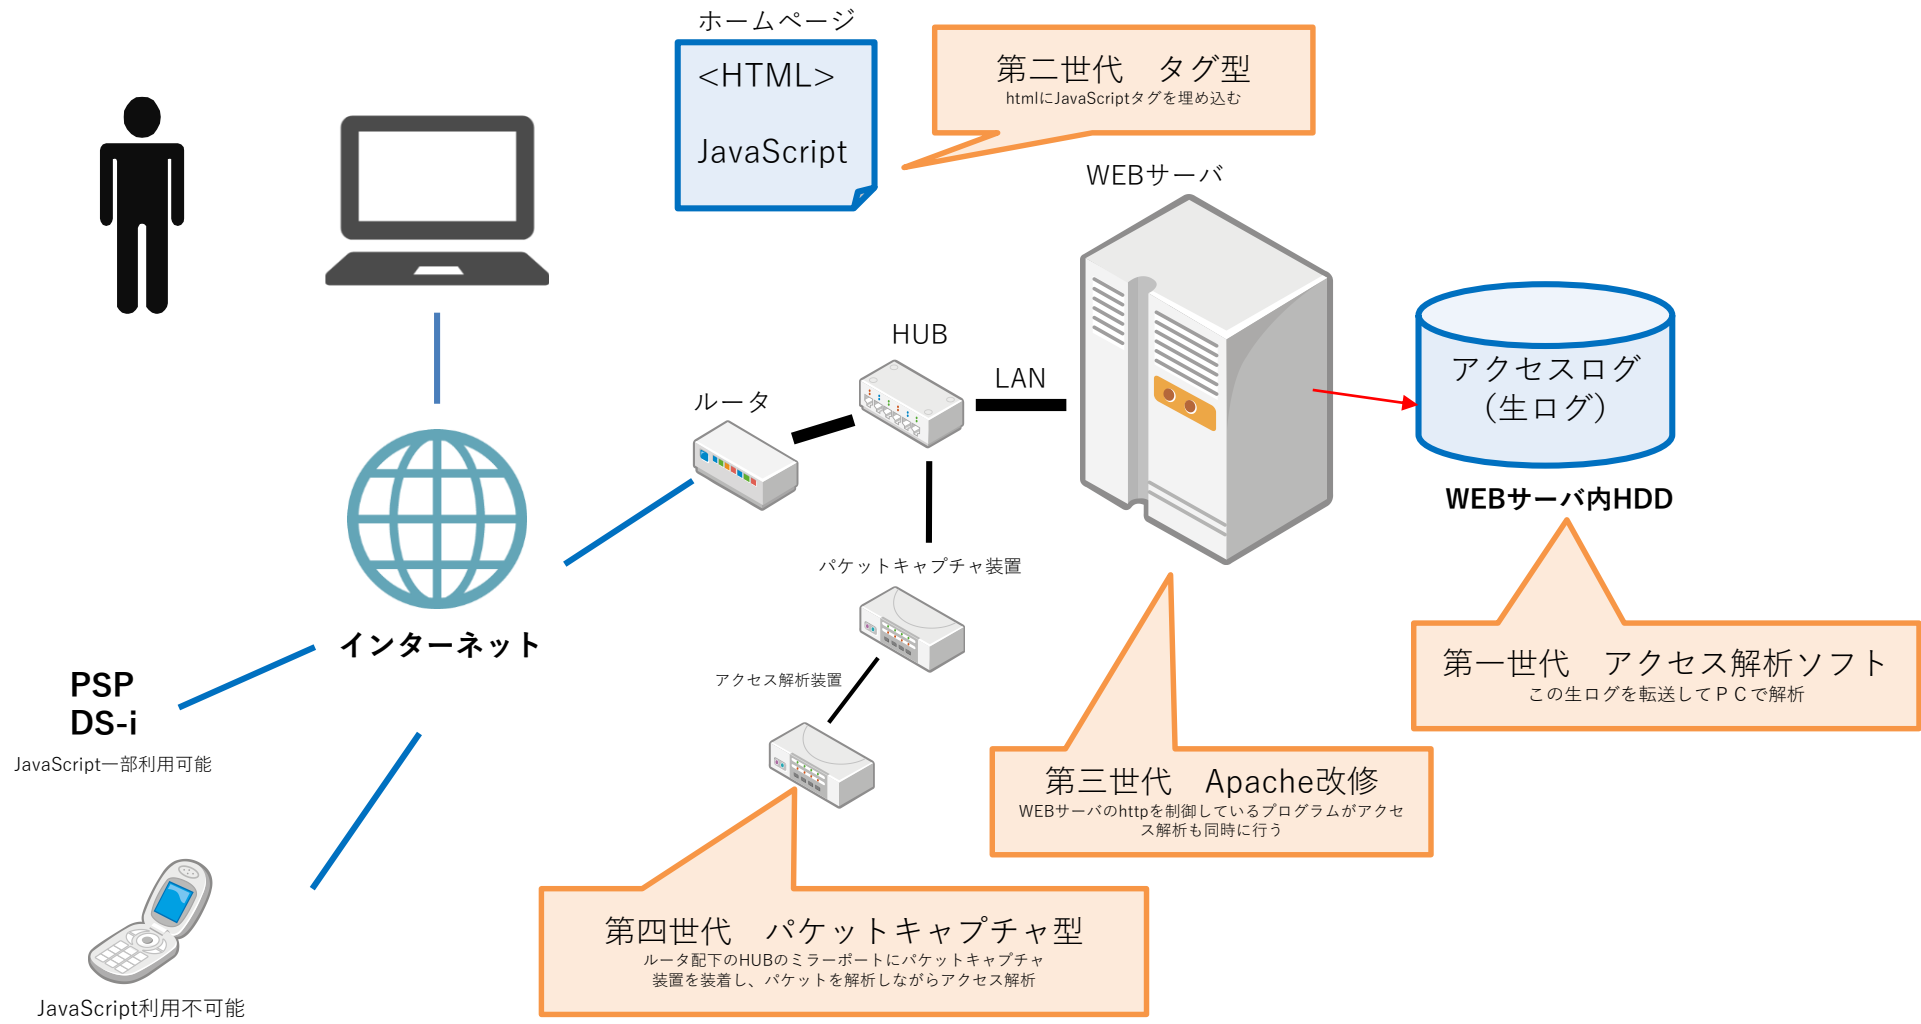 ホームページ
<HTML>
JavaScript
第二世代　タグ型
htmlにJavaScriptタグを埋め込む
WEBサーバ
HUB
LAN
ルータ
アクセスログ
（生ログ）
WEBサーバ内HDD
パケットキャプチャ装置
インターネット
アクセス解析装置
PSP
DS-i
JavaScript一部利用可能
第一世代　アクセス解析ソフト
この生ログを転送してＰＣで解析
第三世代　Apache改修
WEBサーバのhttpを制御しているプログラムがアクセ
ス解析も同時に行う
第四世代　パケットキャプチャ型
ルータ配下のHUBのミラーポートにパケットキャプチャ
装置を装着し、パケットを解析しながらアクセス解析
JavaScript利用不可能